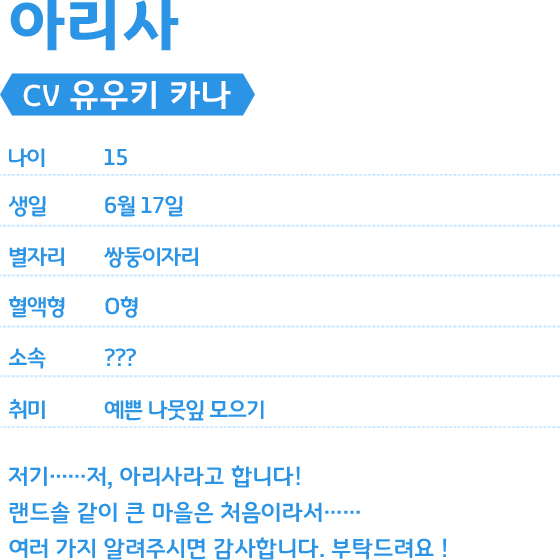 아리사
CV 유우키 카나
나이 15
생일 6월 17일
별자리 쌍둥이자리
혈액형 O형
소속 ???
취미 예쁜 나뭇잎 모으기
저기……저, 아리사라고 합니다!
랜드솔 같이 큰 마을은 처음이라서……
여러 가지 알려주시면 감사합니다. 부탁드려요 !